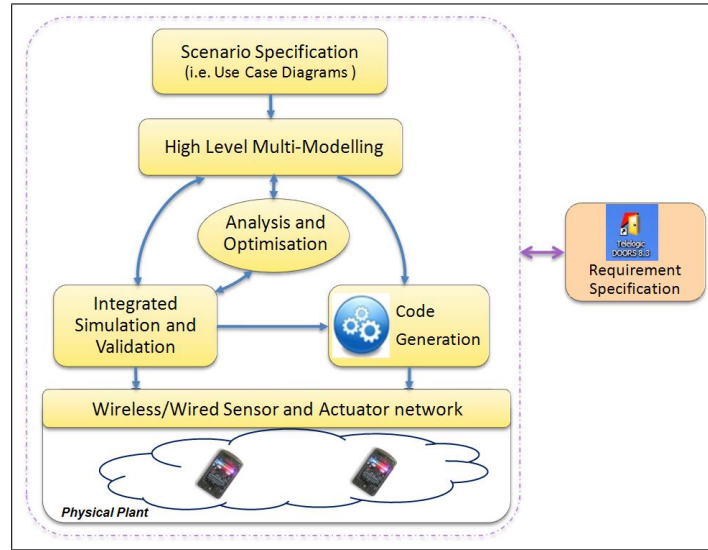 Scenario Specification
(i.e. Use Case Diagrams )
High Level Multi-Modelling
Analysis and
Optimisation
Integrated
Simulation and
Validation
Code
Generation
Wireless/Wired Sensor and Actuator network
Physical Plant
Telelogic
DOORS 8.3
Requirement
Specification